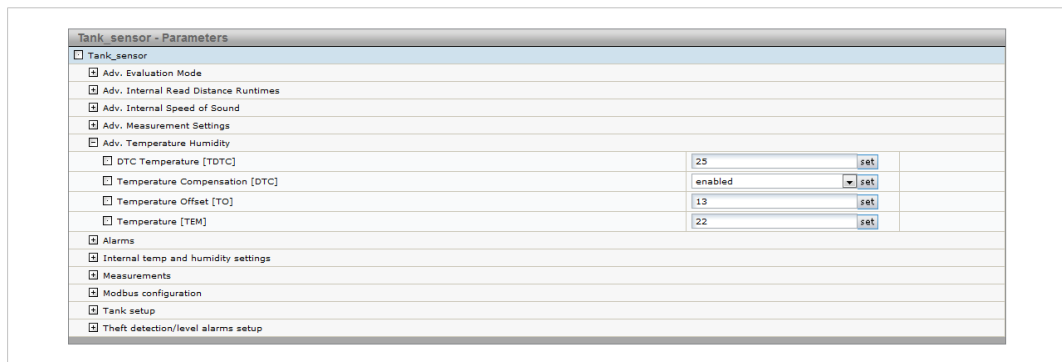 Tank_sensor - Parameters
Tank_sensor
Adv. Evaluation Mode
Adv. Internal Read Distance Runtimes
Adv. Internal Speed of Sound
Adv. Measurement Settings
Adv. Temperature Humidity
DTC Temperature [TDTC] 25 set
Temperature Compensation [DTC] enabled set
Temperature Offset [TO] 13 set
Temperature [TEM] 22 set
Alarms
Internal temp and humidity settings
Measurements
Modbus configuration
Tank setup
Theft detection/level alarms setup